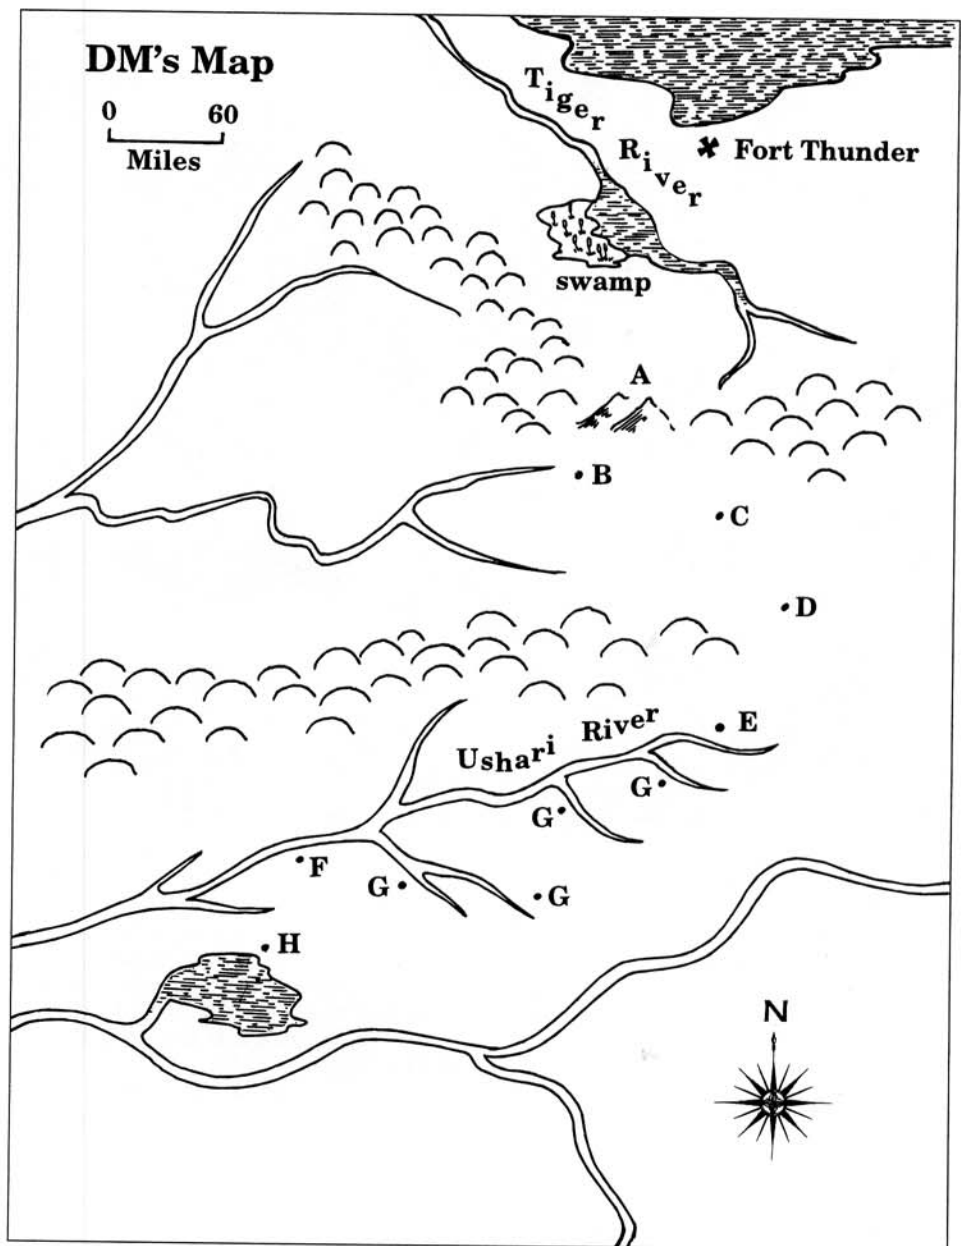 DM's Map
0 60
Miles
Tiger
River
Fort Thunder
swamp
A
B
C
D
E
Ushari River
G
G
F
G
G
H
N